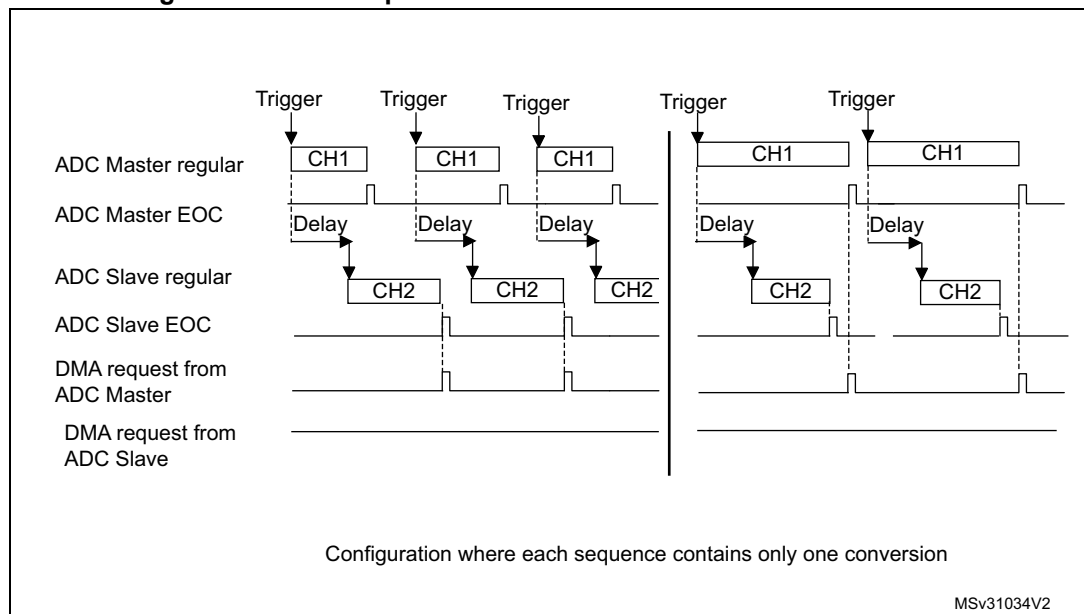 Trigger Trigger Trigger Trigger Trigger
ADC Master regular CH1 CH1 CH1 CH1 CH1
ADC Master EOC
Delay Delay Delay Delay Delay
ADC Slave regular
CH2 CH2 CH2 CH2 CH2
ADC Slave EOC
DMA request from
ADC Master
DMA request from
ADC Slave
Configuration where each sequence contains only one conversion
MSv31034V2